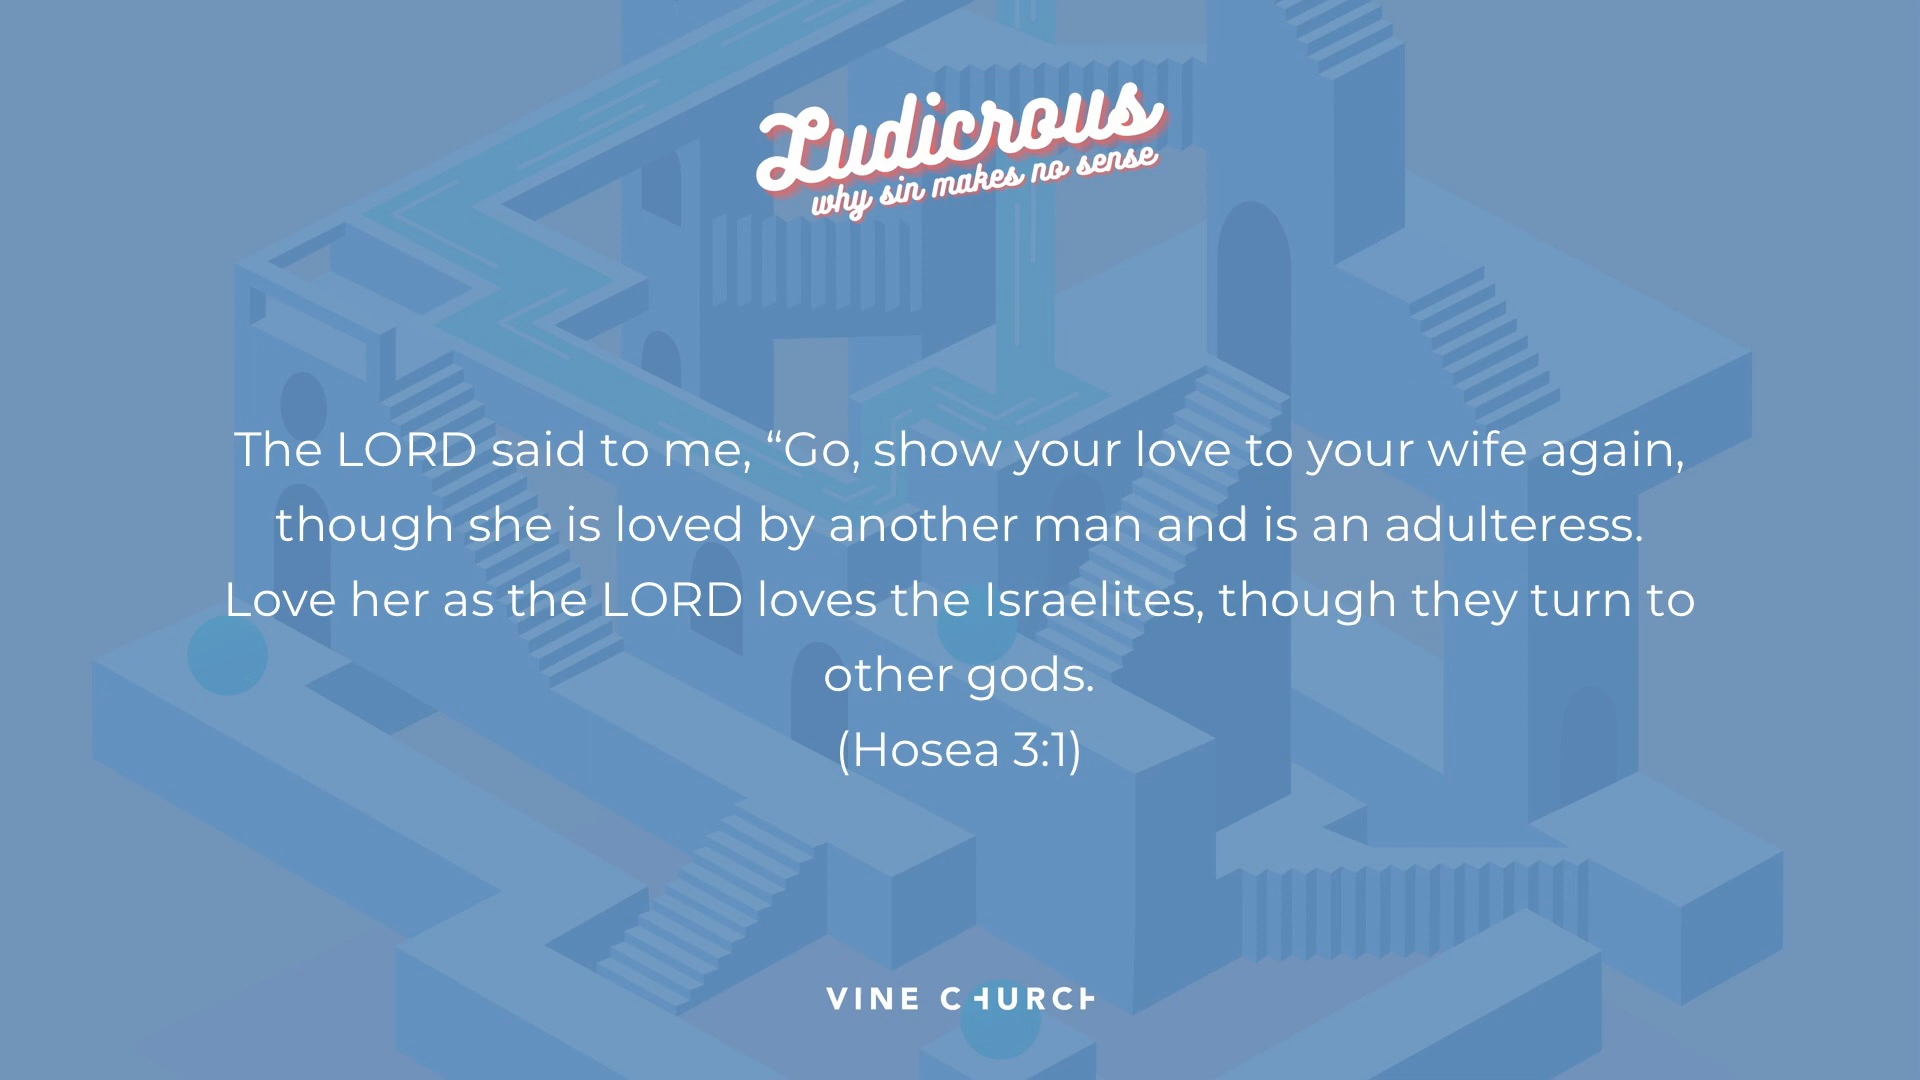 Ludicrous
why sin makes no sense
The LORD said to me, “Go, show your love to your wife again,
though she is loved by another man and is an adulteress.
Love her as the LORD loves the Israelites, though they turn to
other gods.
(Hosea 3:1)
VINE CHURCH